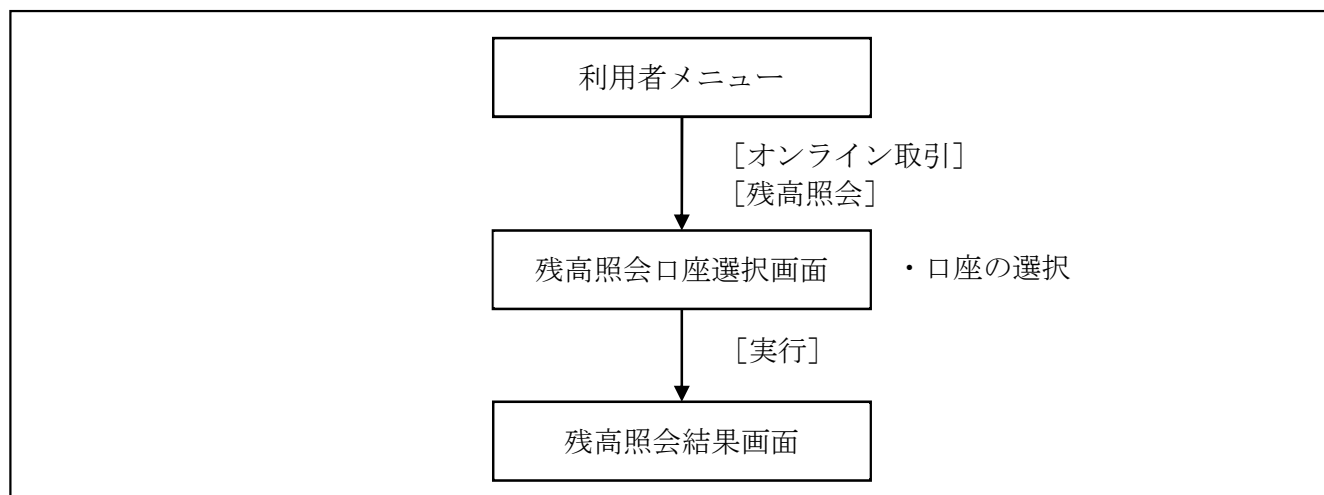 利用者メニュー
［オンライン取引］
［残高照会］
残高照会口座選択画面
・口座の選択
［実行］
残高照会結果画面